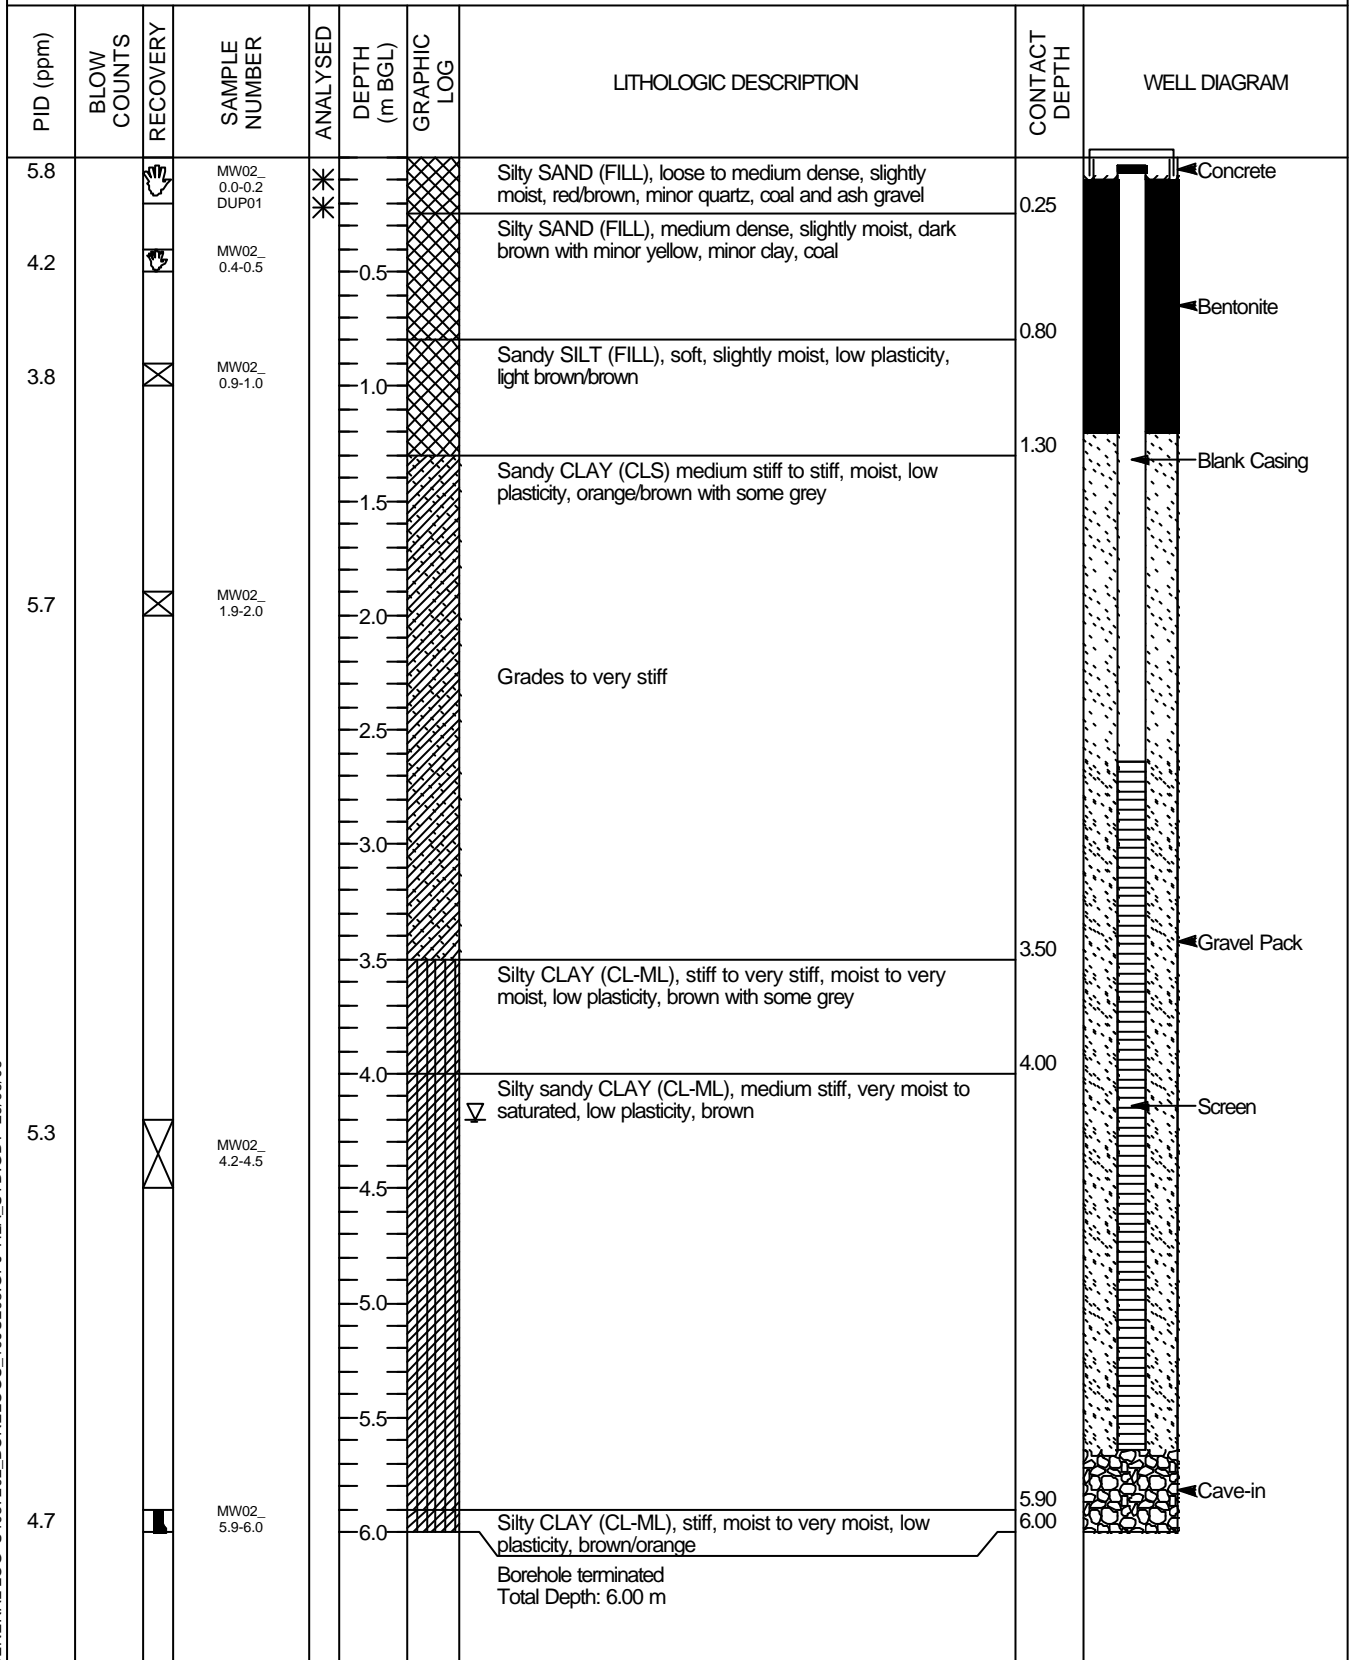 PID (ppm)
BLOW
COUNTS
RECOVERY
SAMPLE
NUMBER
ANALYSED
DEPTH
(m BGL)
GRAPHIC
LOG
LITHOLOGIC DESCRIPTION
CONTACT
DEPTH
WELL DIAGRAM
5.8
MW02_
0.0-0.2
DUP01
Silty SAND (FILL), loose to medium dense, slightly
moist, red/brown, minor quartz, coal and ash gravel
0.25
Concrete
4.2
MW02_
0.4-0.5
0.5
Silty SAND (FILL), medium dense, slightly moist, dark
brown with minor yellow, minor clay, coal
0.80
Bentonite
3.8
MW02_
0.9-1.0
1.0
Sandy SILT (FILL), soft, slightly moist, low plasticity,
light brown/brown
1.30
Blank Casing
Sandy CLAY (CLS) medium stiff to stiff, moist, low
plasticity, orange/brown with some grey
1.5
5.7
MW02_
1.9-2.0
2.0
Grades to very stiff
2.5
3.0
3.50
Gravel Pack
3.5
Silty CLAY (CL-ML), stiff to very stiff, moist to very
moist, low plasticity, brown with some grey
4.00
4.0
Silty sandy CLAY (CL-ML), medium stiff, very moist to
saturated, low plasticity, brown
Screen
5.3
MW02_
4.2-4.5
4.5
5.0
5.5
Cave-in
5.90
4.7
MW02_
5.9-6.0
6.0
Silty CLAY (CL-ML), stiff, moist to very moist, low
plasticity, brown/orange
6.00
Borehole terminated
Total Depth: 6.00 m